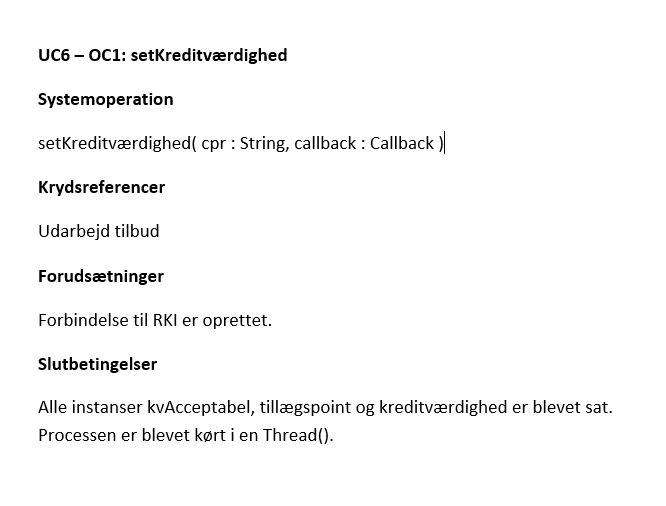 UC6 – OC1: setKreditværdighed
Systemoperation
setKreditværdighed( cpr : String, callback : Callback )
Krydsreferencer
Udarbejd tilbud
Forudsætninger
Forbindelse til RKI er oprettet.
Slutbetingelser
Alle instanser kvAcceptabel, tillægspoint og kreditværdighed er blevet sat.
Processen er blevet kørt i en Thread().